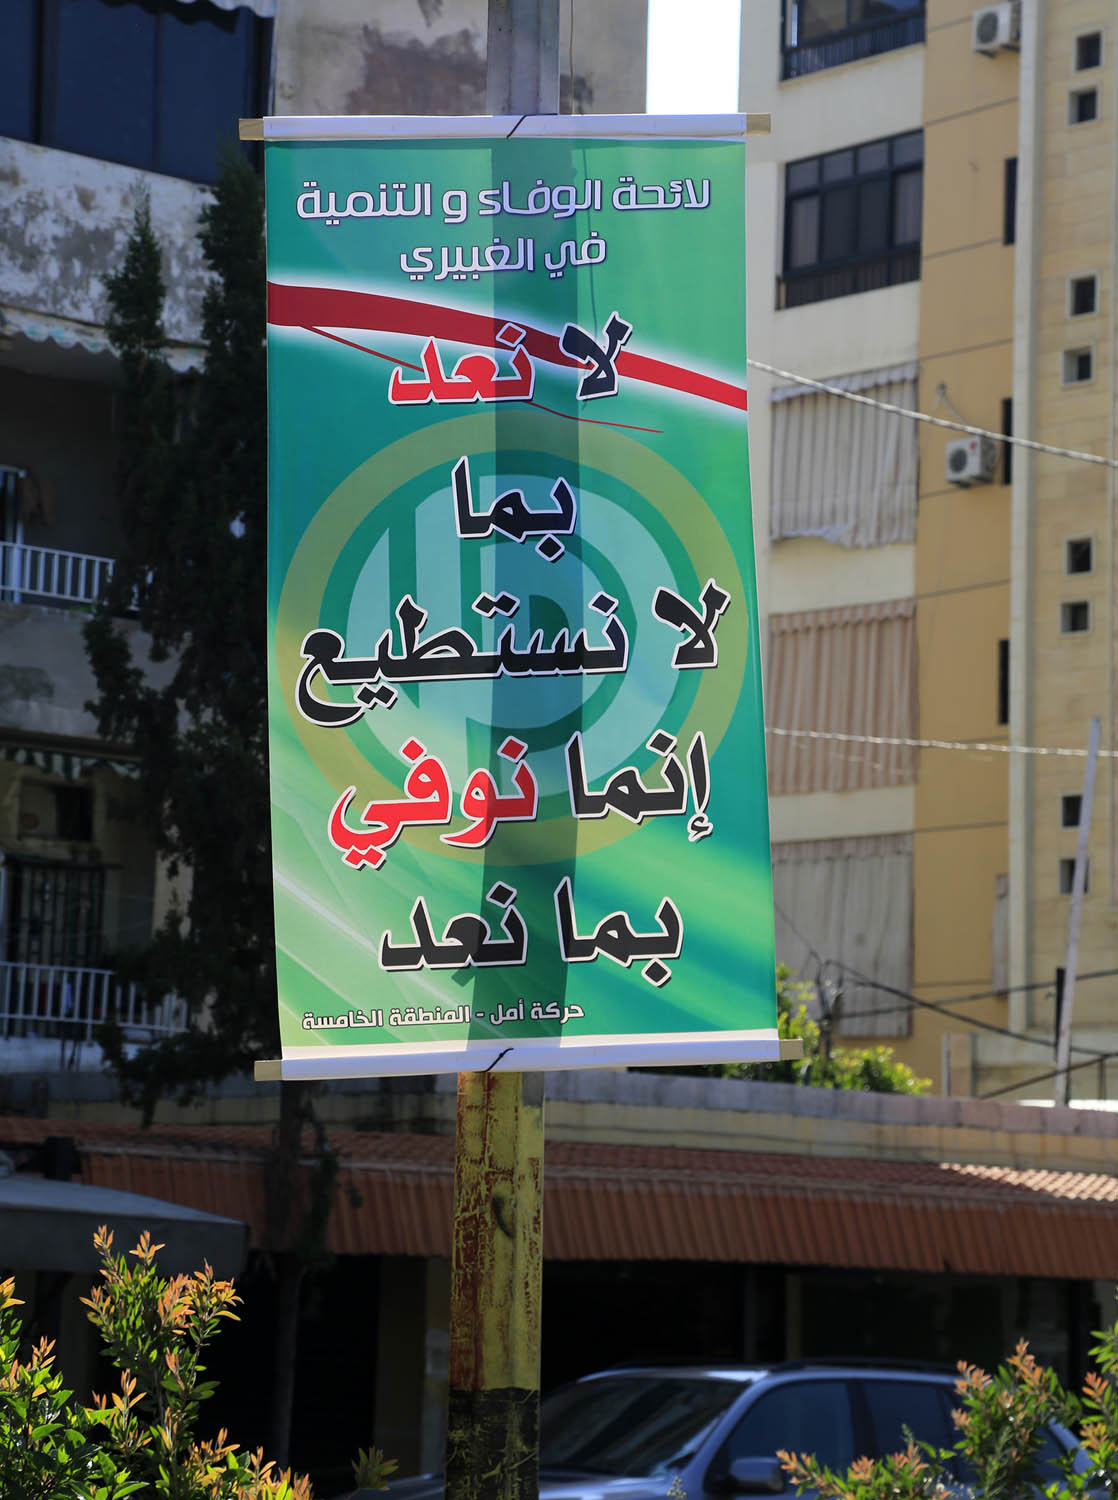 لائحة الوفاء و التنمية
في الغبيري
لا نعد
بما
لا نستطيع
إنما نوفي
بما نعد
حركة أمل - المنطقة الخامسة